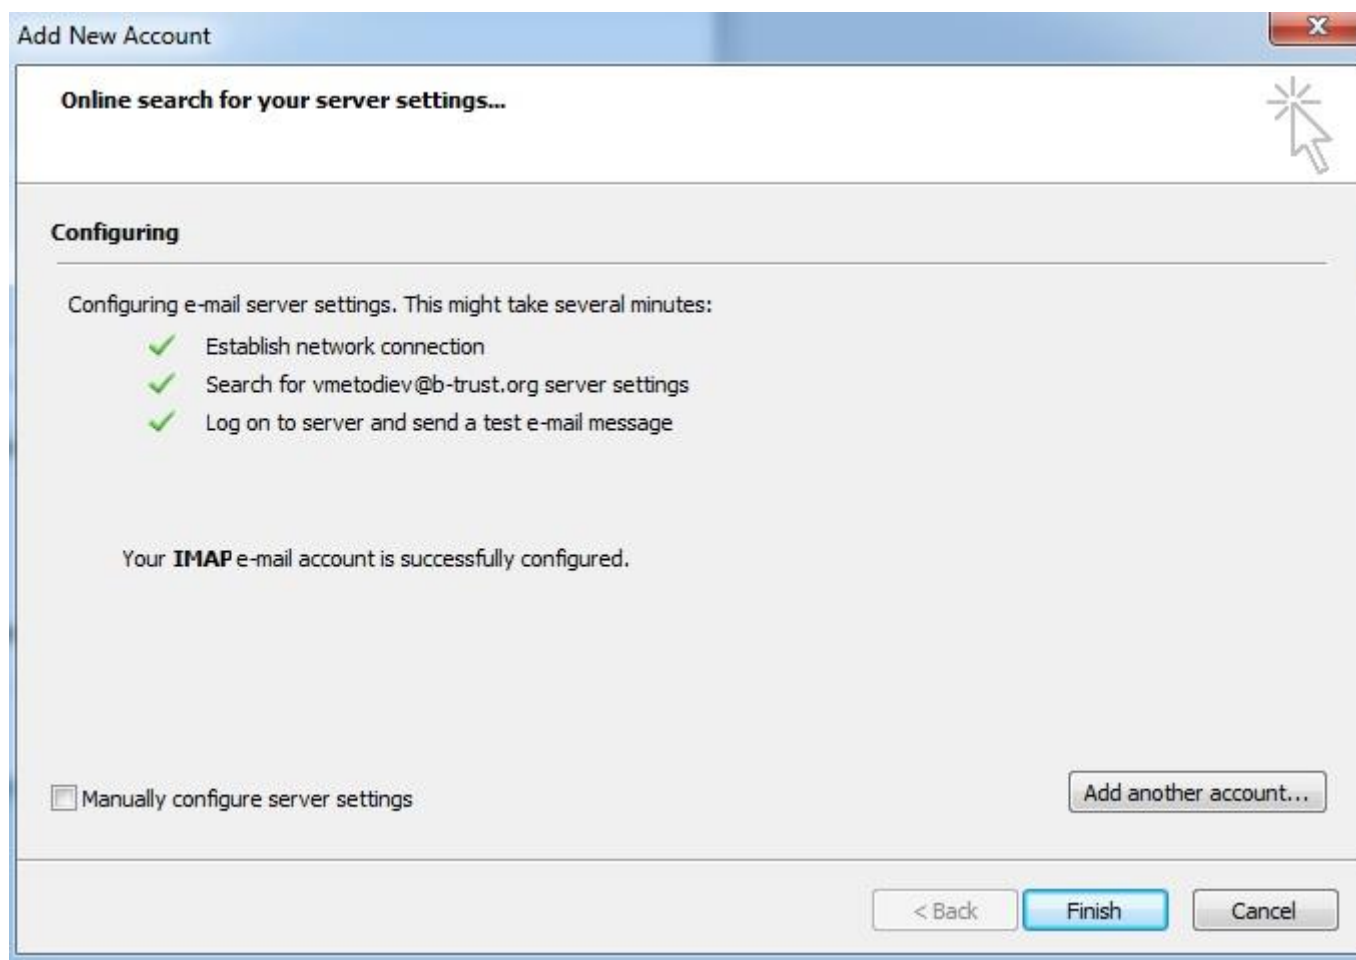 Add New Account
Online search for your server settings...
Configuring
Configuring e-mail server settings. This might take several minutes:
Establish network connection
Search for vmetodiev@b-trust.org server settings
Log on to server and send a test e-mail message
Your IMAP e-mail account is successfully configured.
Manually configure server settings
Add another account...
< Back
Finish
Cancel